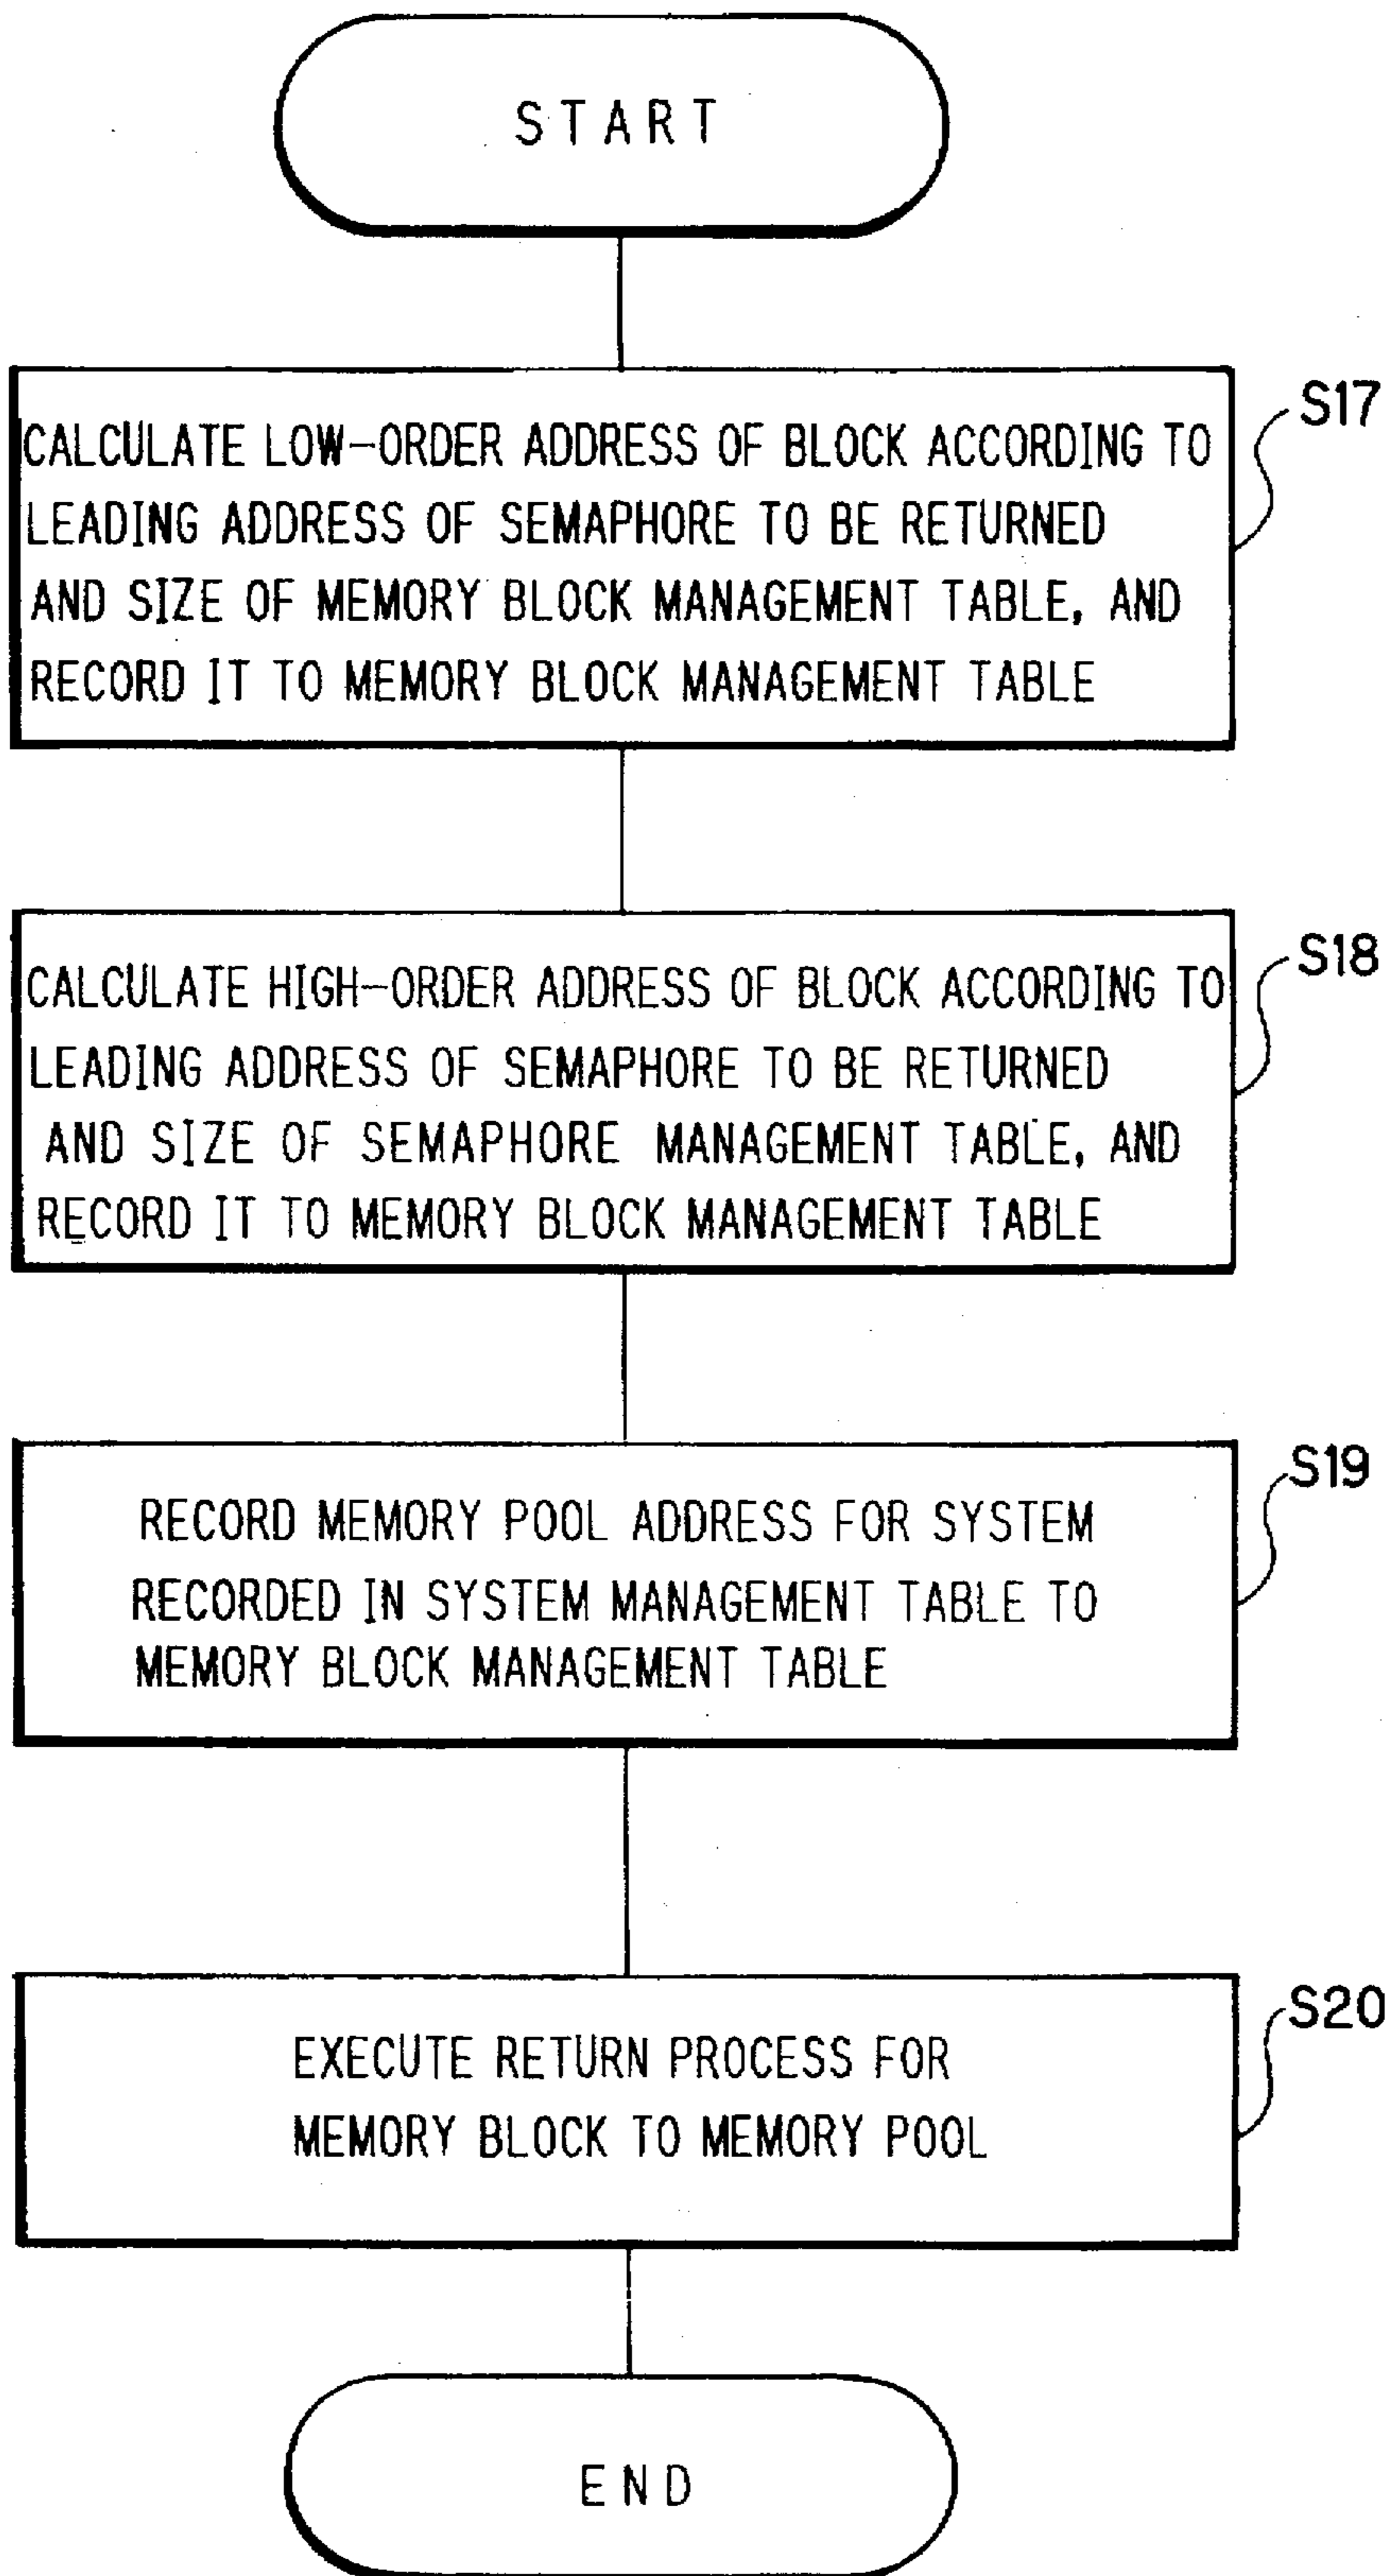 START
S17
CALCULATE LOW-ORDER ADDRESS OF BLOCK ACCORDING TO
LEADING ADDRESS OF SEMAPHORE TO BE RETURNED
AND SIZE OF MEMORY BLOCK MANAGEMENT TABLE, AND
RECORD IT TO MEMORY BLOCK MANAGEMENT TABLE
S18
CALCULATE HIGH-ORDER ADDRESS OF BLOCK ACCORDING TO
LEADING ADDRESS OF SEMAPHORE TO BE RETURNED
AND SIZE OF SEMAPHORE MANAGEMENT TABLE, AND
RECORD IT TO MEMORY BLOCK MANAGEMENT TABLE
S19
RECORD MEMORY POOL ADDRESS FOR SYSTEM
RECORDED IN SYSTEM MANAGEMENT TABLE TO
MEMORY BLOCK MANAGEMENT TABLE
S20
EXECUTE RETURN PROCESS FOR
MEMORY BLOCK TO MEMORY POOL
END